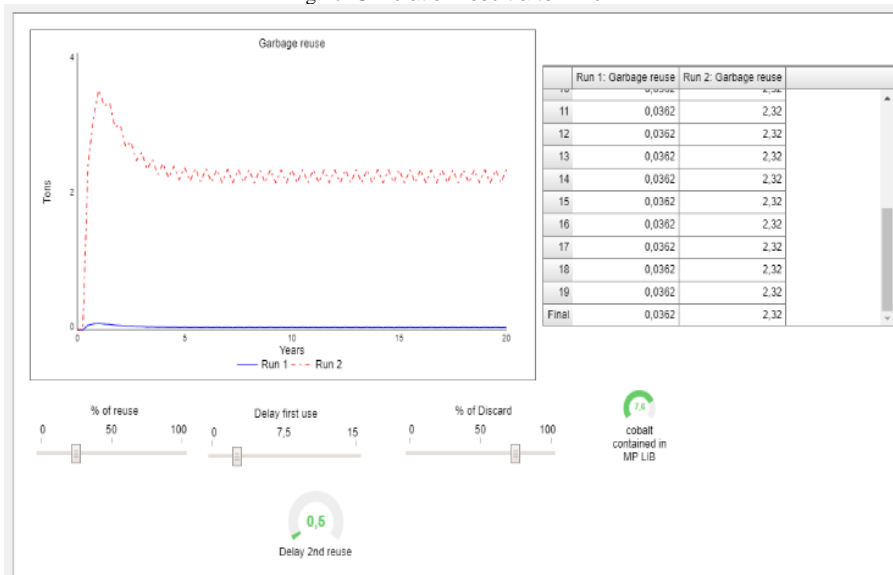 Garbage reuse
4
2
0
Tons
0 5 10 15 20
Years
Run 1 Run 2
Run 1: Garbage reuse Run 2: Garbage reuse
10 0,0362 2,32
11 0,0362 2,32
12 0,0362 2,32
13 0,0362 2,32
14 0,0362 2,32
15 0,0362 2,32
16 0,0362 2,32
17 0,0362 2,32
18 0,0362 2,32
19 0,0362 2,32
Final 0,0362 2,32
% of reuse
0 50 100
Delay first use
0 7,5 15
% of Discard
0 50 100
7,6
cobalt
contained in
MP LiB
0,5
Delay 2nd reuse